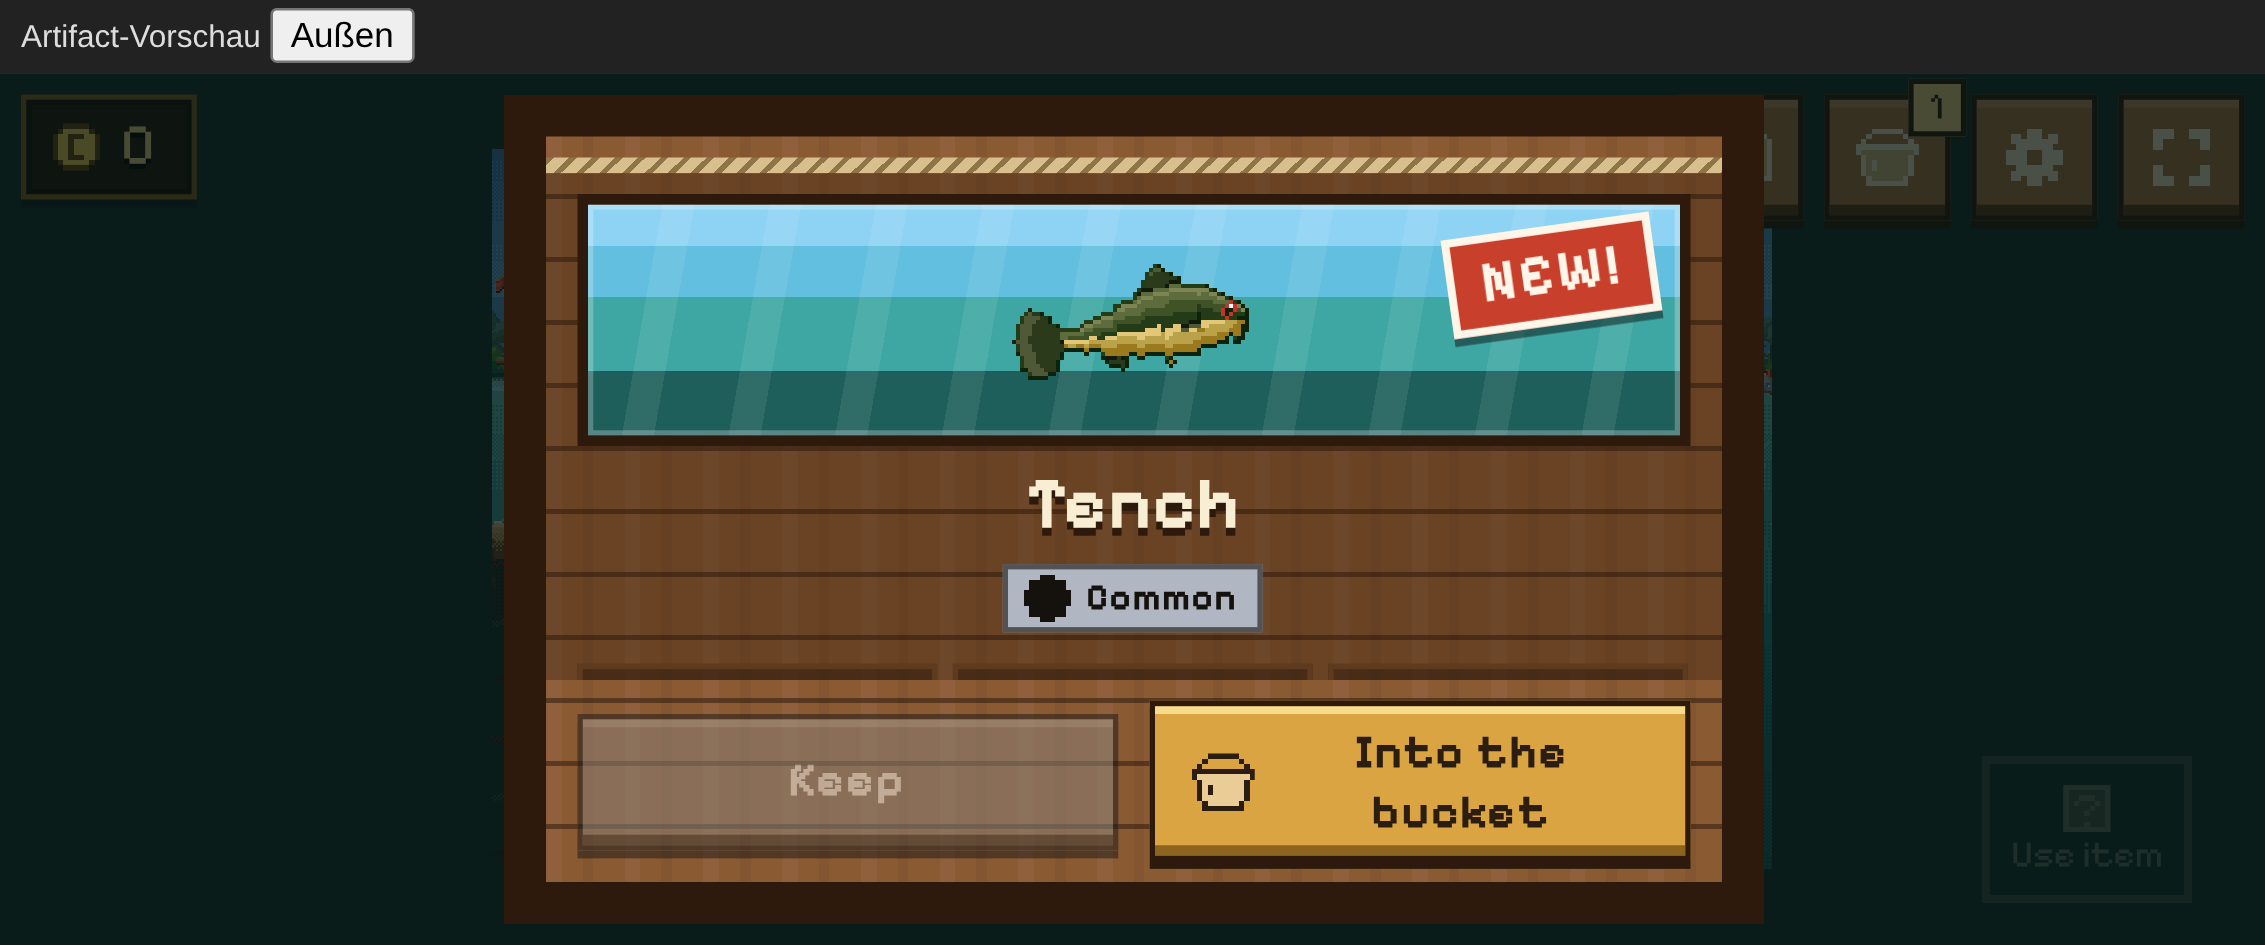 Artifact-Vorschau Außen
C 0
1
NEW!
Tench
Common
Keep
Into the
bucket
?
Use item